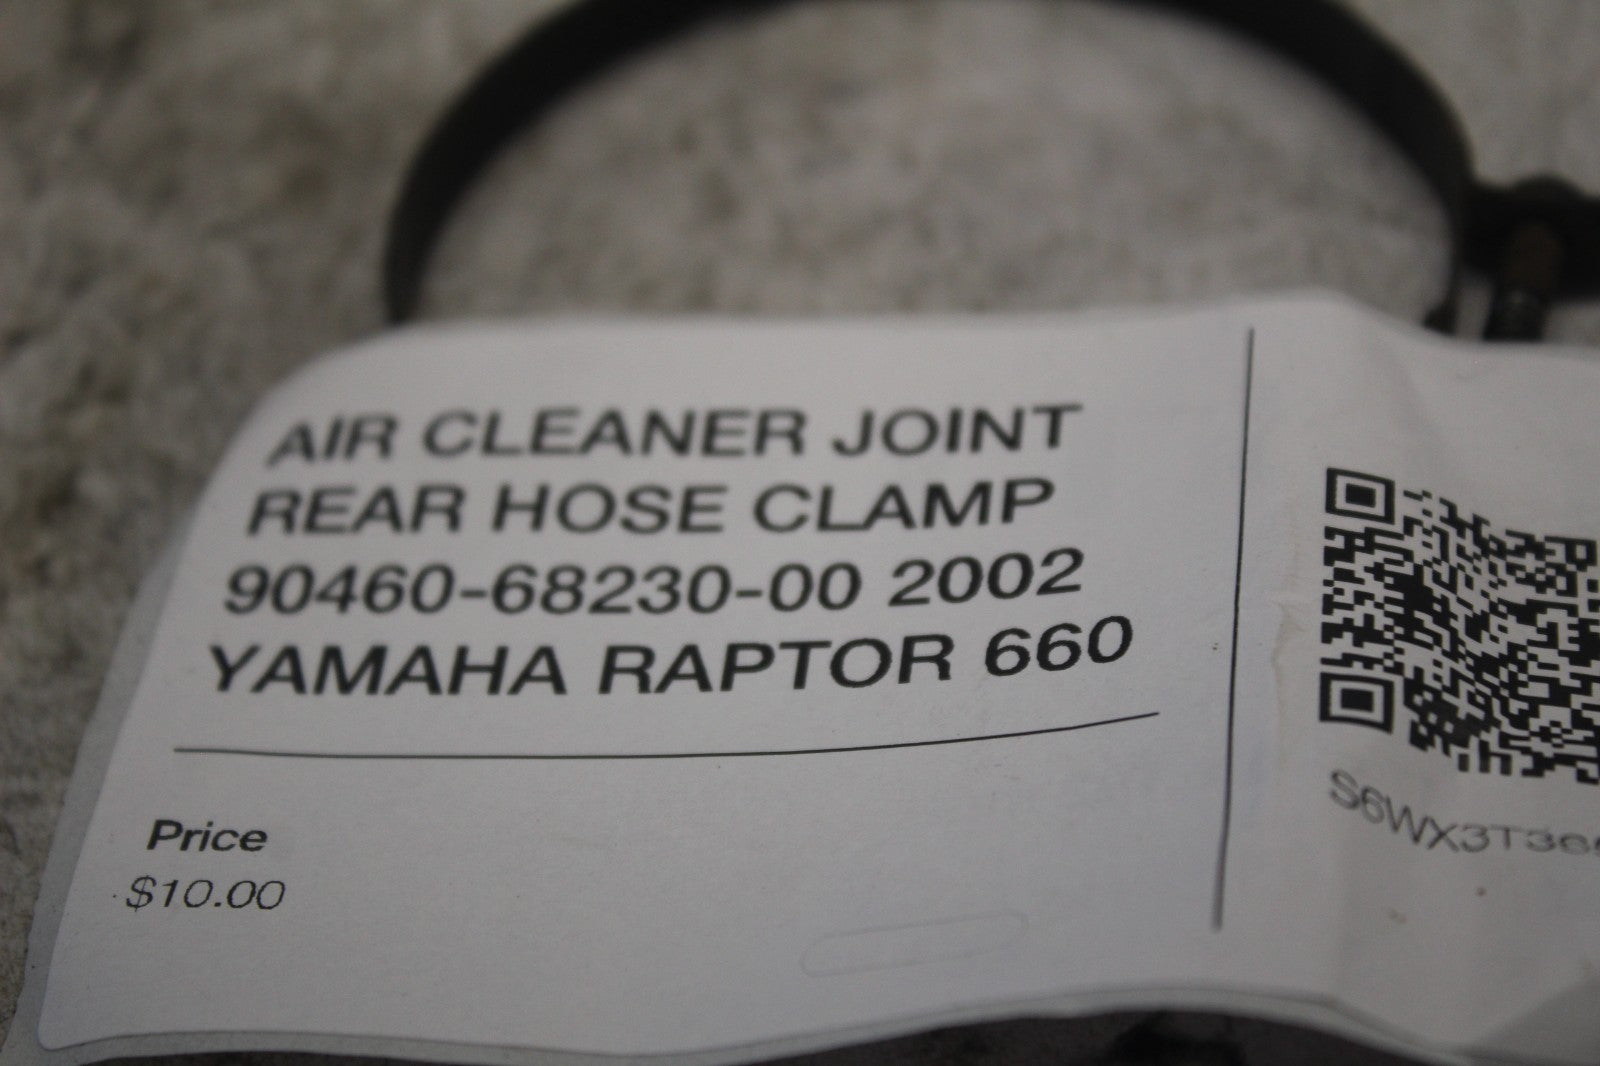 AIR CLEANER JOINT
REAR HOSE CLAMP
90460-68230-00 2002
YAMAHA RAPTOR 660
Price
$10.00